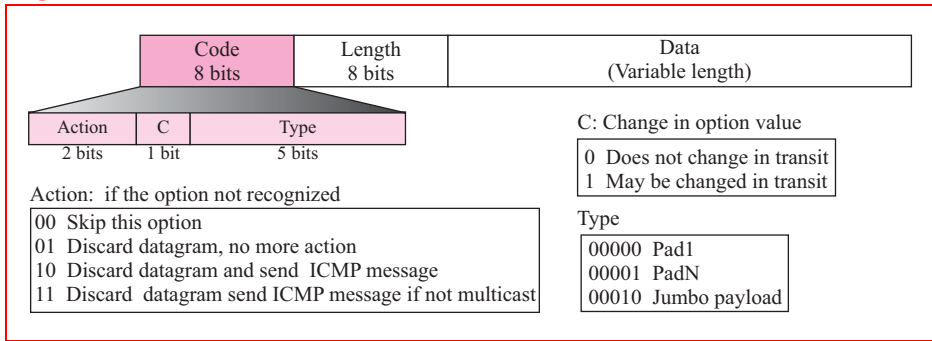 Code
8 bits
Length
8 bits
Data
(Variable length)
Action
C
Type
2 bits
1 bit
5 bits
Action: if the option not recognized
00 Skip this option
01 Discard datagram, no more action
10 Discard datagram and send ICMP message
11 Discard datagram send ICMP message if not multicast
C: Change in option value
0 Does not change in transit
1 May be changed in transit
Type
00000 Pad1
00001 PadN
00010 Jumbo payload